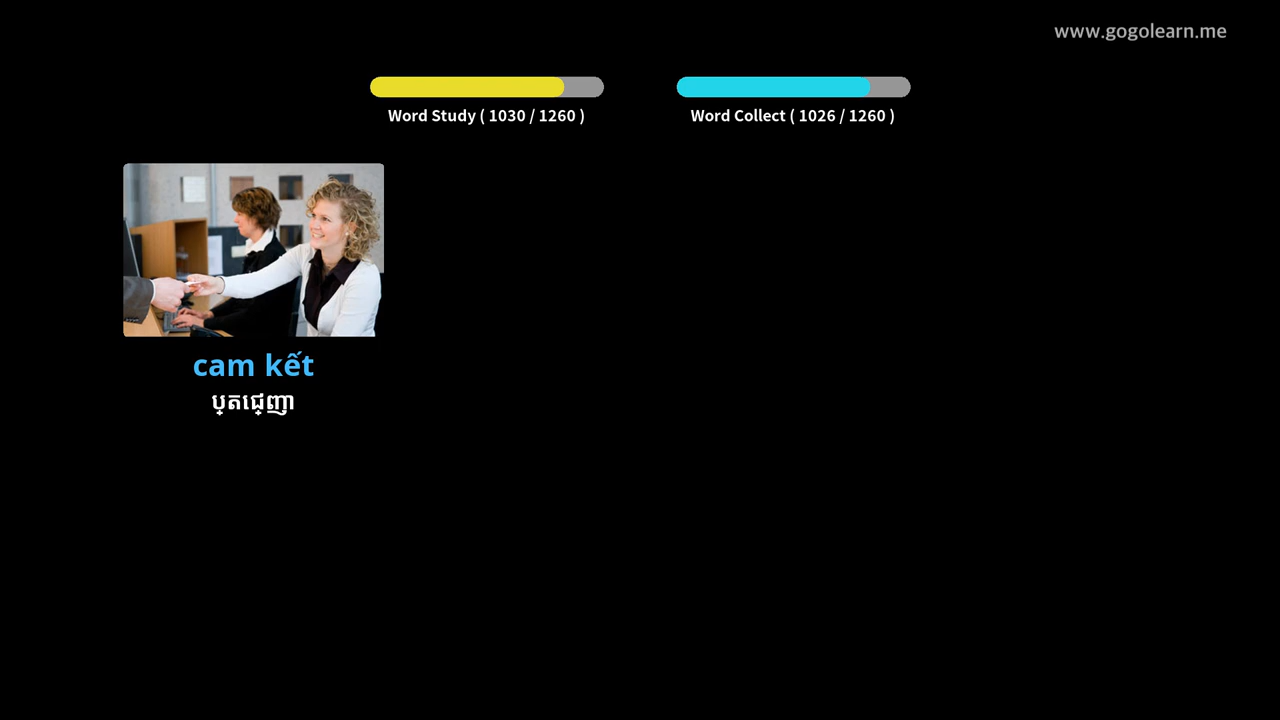 www.gogolearn.me
Word Study ( 1030 / 1260 )
Word Collect ( 1026 / 1260 )
cam kết
ប្តេជ្ញា